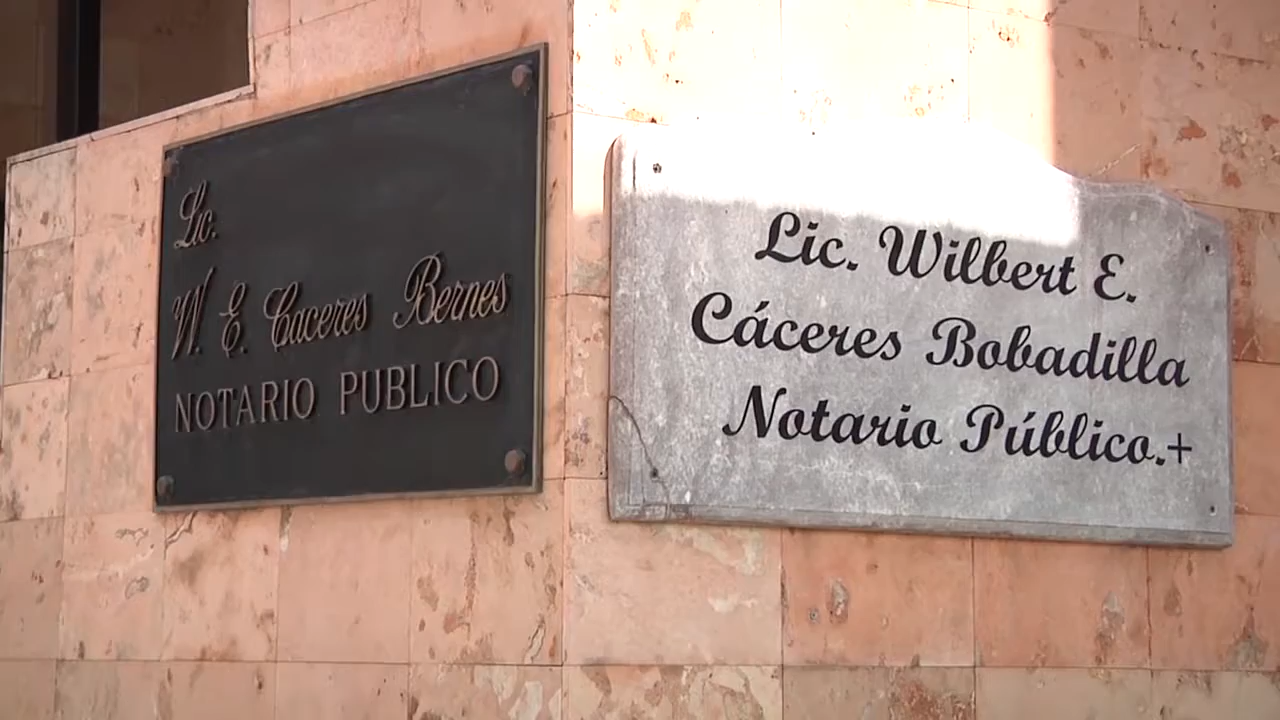 Lic.
W. E. Caceres Bernes
NOTARIO PUBLICO
Lic. Wilbert E.
Cáceres Bobadilla
Notario Público.+